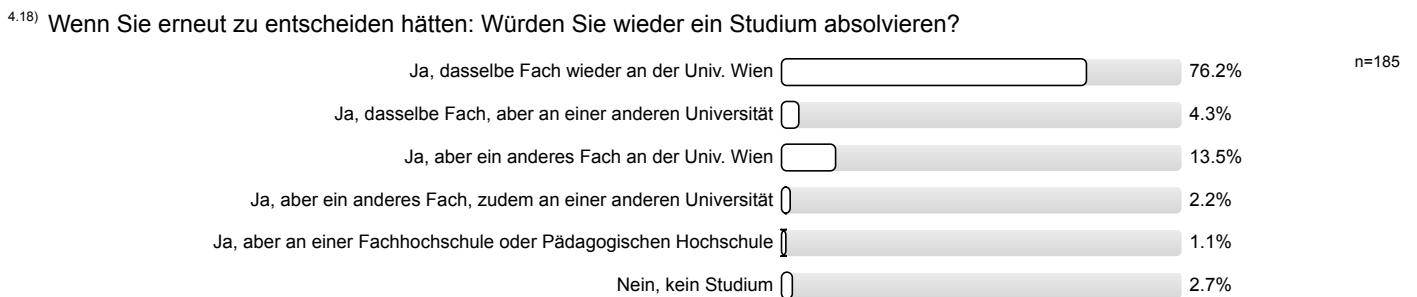 4.18) Wenn Sie erneut zu entscheiden hätten: Würden Sie wieder ein Studium absolvieren?
Ja, dasselbe Fach wieder an der Univ. Wien 76.2% n=185
Ja, dasselbe Fach, aber an einer anderen Universität 4.3%
Ja, aber ein anderes Fach an der Univ. Wien 13.5%
Ja, aber ein anderes Fach, zudem an einer anderen Universität 2.2%
Ja, aber an einer Fachhochschule oder Pädagogischen Hochschule 1.1%
Nein, kein Studium 2.7%